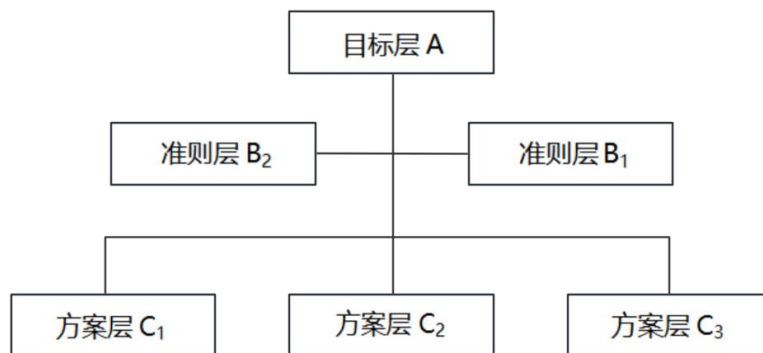 目标层 A
准则层 B₂
准则层 B₁
方案层 C₁
方案层 C₂
方案层 C₃